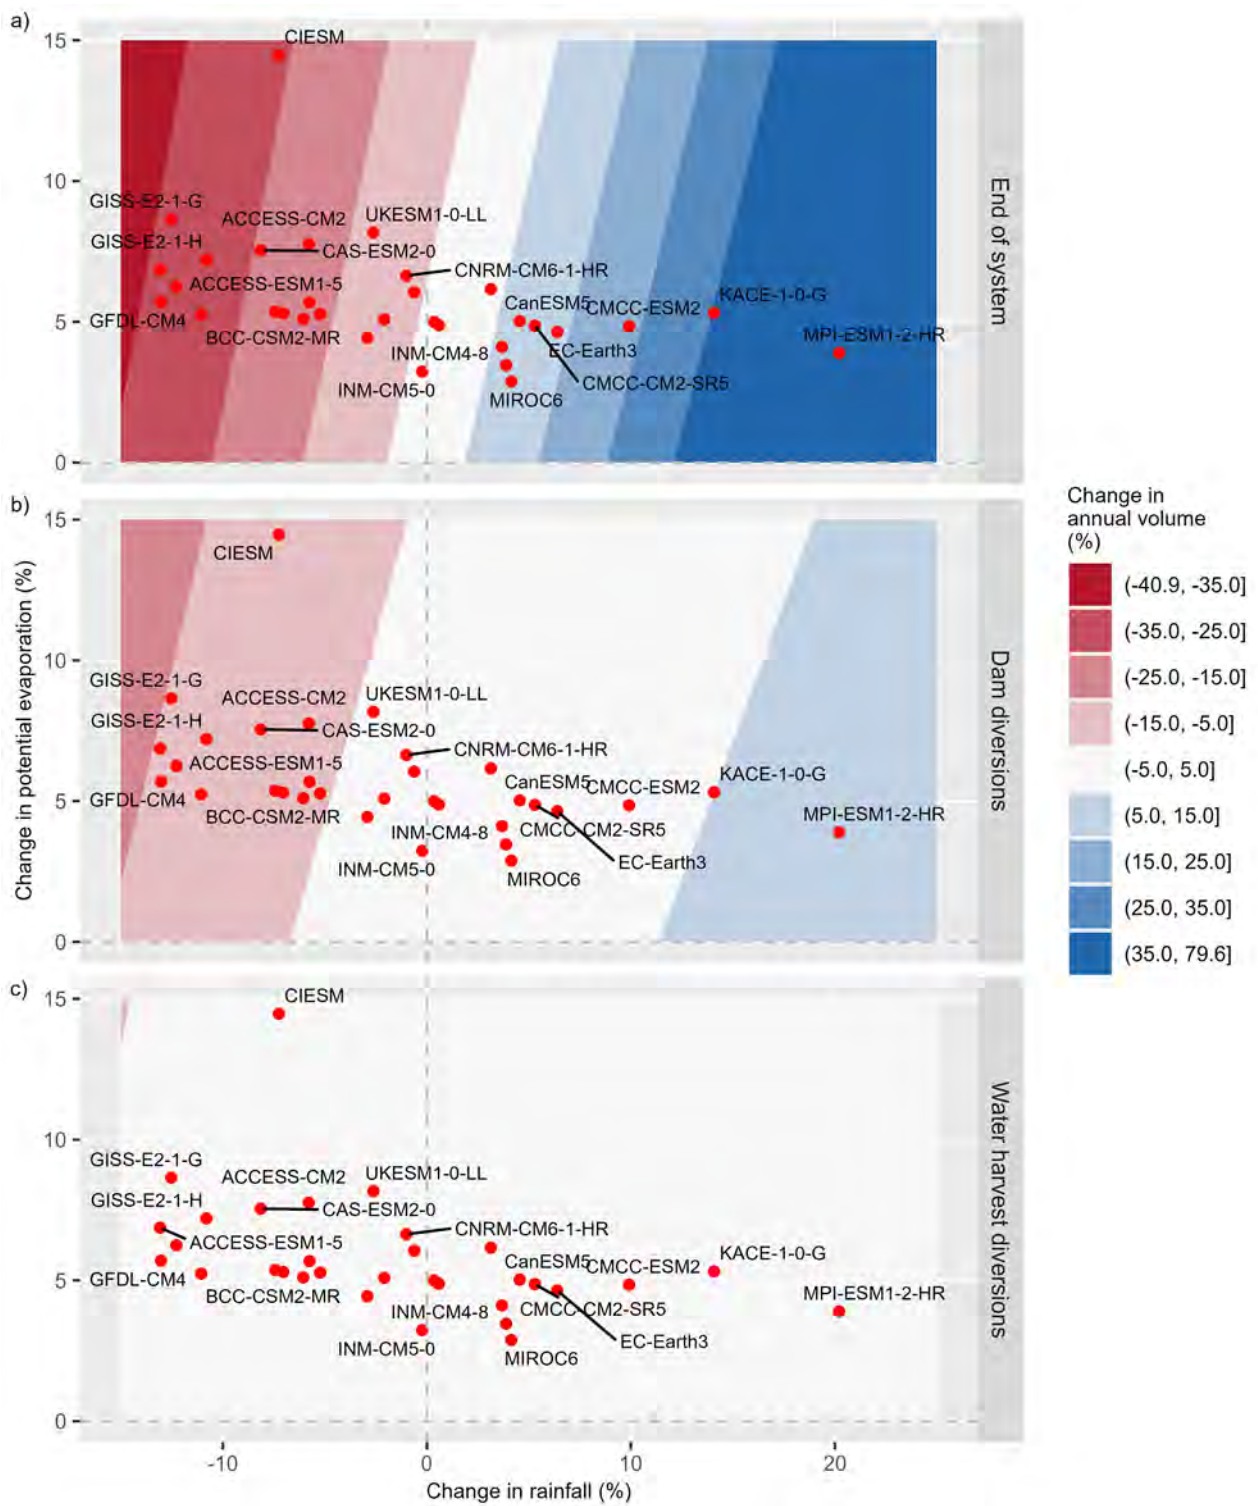 a)
15
10
5
0
CIESM
GISS-E2-1-G
ACCESS-CM2
UKESM1-0-LL
GISS-E2-1-H
CAS-ESM2-0
CNRM-CM6-1-HR
ACCESS-ESM1-5
CanESM5
CMCC-ESM2
KACE-1-0-G
GFDL-CM4
BCC-CSM2-MR
MPI-ESM1-2-HR
INM-CM4-8
EC-Earth3
INM-CM5-0
CMCC-CM2-SR5
MIROC6
End of system
b)
15
10
5
0
CIESM
GISS-E2-1-G
ACCESS-CM2
UKESM1-0-LL
GISS-E2-1-H
CAS-ESM2-0
CNRM-CM6-1-HR
ACCESS-ESM1-5
CanESM5
CMCC-ESM2
KACE-1-0-G
GFDL-CM4
BCC-CSM2-MR
MPI-ESM1-2-HR
INM-CM4-8
CMCC-CM2-SR5
INM-CM5-0
EC-Earth3
MIROC6
Dam diversions
Change in potential evaporation (%)
c)
15
10
5
0
CIESM
GISS-E2-1-G
ACCESS-CM2
UKESM1-0-LL
GISS-E2-1-H
CAS-ESM2-0
CNRM-CM6-1-HR
ACCESS-ESM1-5
CanESM5
CMCC-ESM2
KACE-1-0-G
GFDL-CM4
BCC-CSM2-MR
MPI-ESM1-2-HR
INM-CM4-8
CMCC-CM2-SR5
INM-CM5-0
EC-Earth3
MIROC6
Water harvest diversions
-10
0
10
20
Change in rainfall (%)
Change in
annual volume
(%)
(-40.9, -35.0]
(-35.0, -25.0]
(-25.0, -15.0]
(-15.0, -5.0]
(-5.0, 5.0]
(5.0, 15.0]
(15.0, 25.0]
(25.0, 35.0]
(35.0, 79.6]